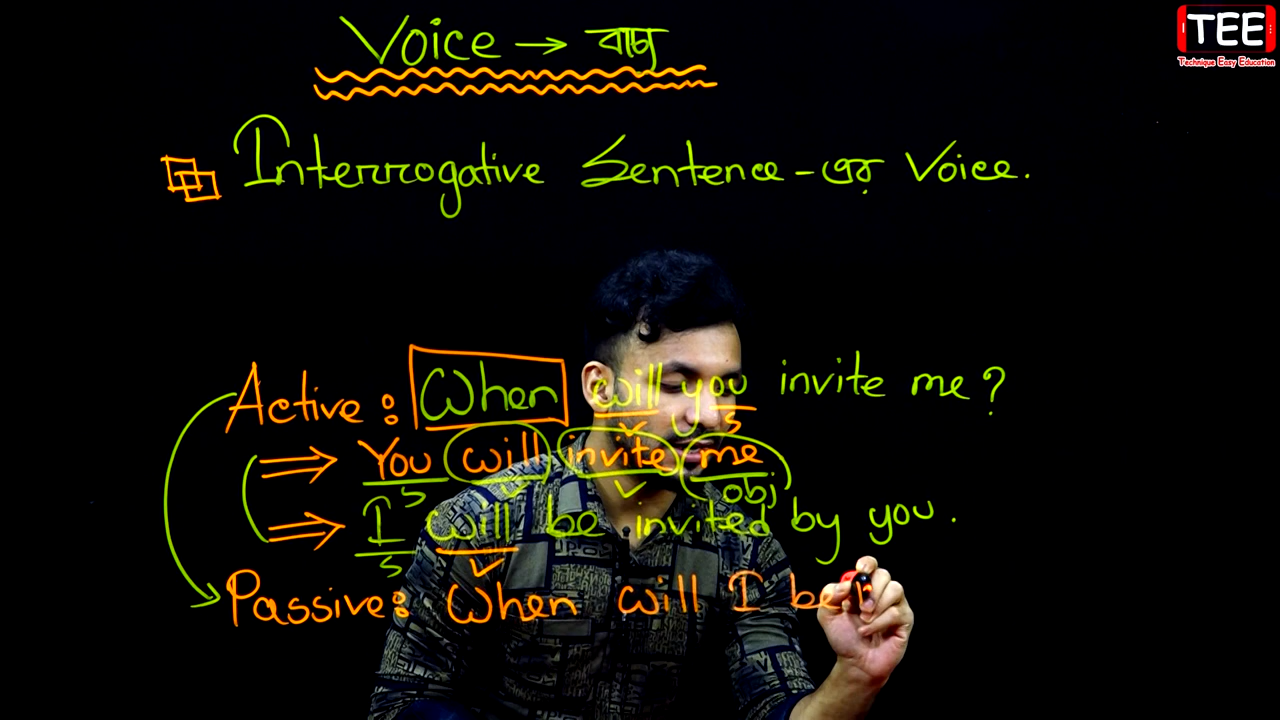 TEE
Technique Easy Education
Voice → বাচ্য
Interrogative Sentence - এর Voice.
Active: When will you invite me?
v s
⇒ You will invite me
s v v obj
⇒ I will be invited by you.
s v
Passive: When will I be